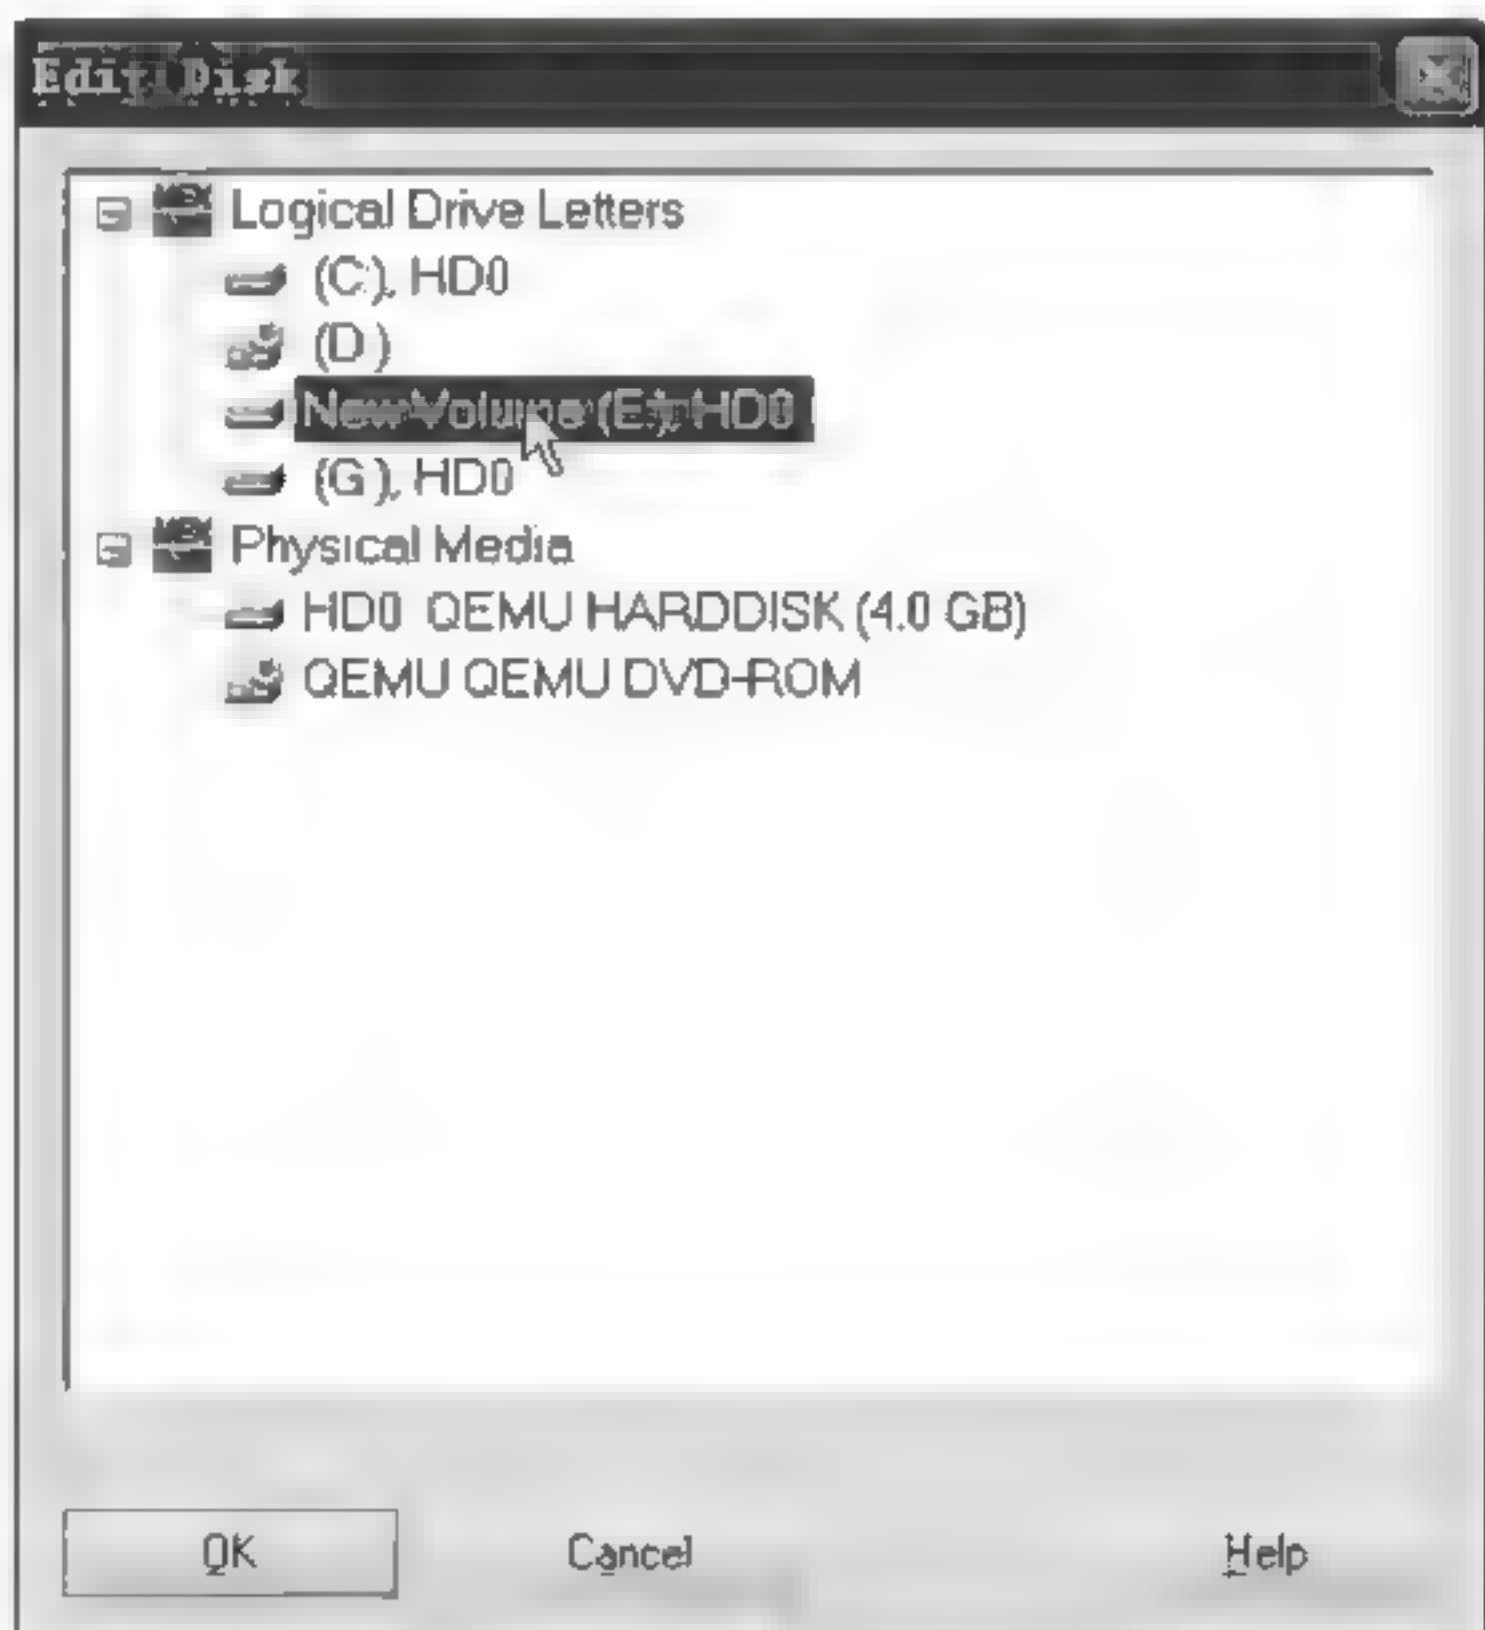 Edit Disk
Logical Drive Letters
(C:), HD0
(D:)
New Volume (E:), HD0
(G:), HD0
Physical Media
HD0: QEMU HARDDISK (4.0 GB)
QEMU QEMU DVD-ROM
OK
Cancel
Help